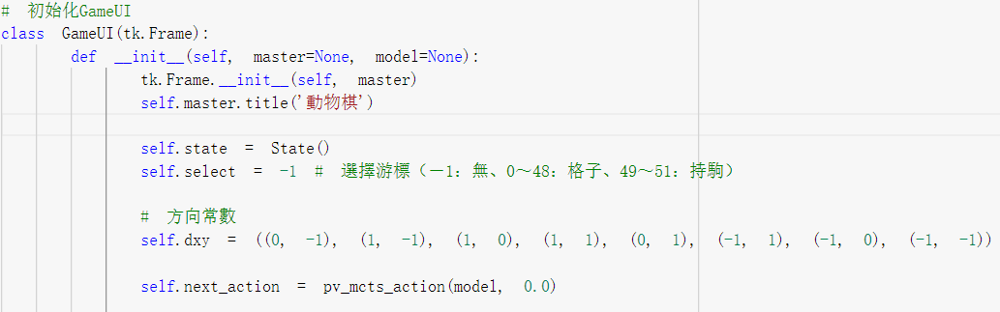 # 初始化GameUI
class GameUI(tk.Frame):
def __init__(self, master=None, model=None):
tk.Frame.__init__(self, master)
self.master.title('動物棋')
self.state = State()
self.select = -1 # 選擇游標（－1：無、0～48：格子、49～51：持駒）
# 方向常數
self.dxy = ((0, -1), (1, -1), (1, 0), (1, 1), (0, 1), (-1, 1), (-1, 0), (-1, -1))
self.next_action = pv_mcts_action(model, 0.0)